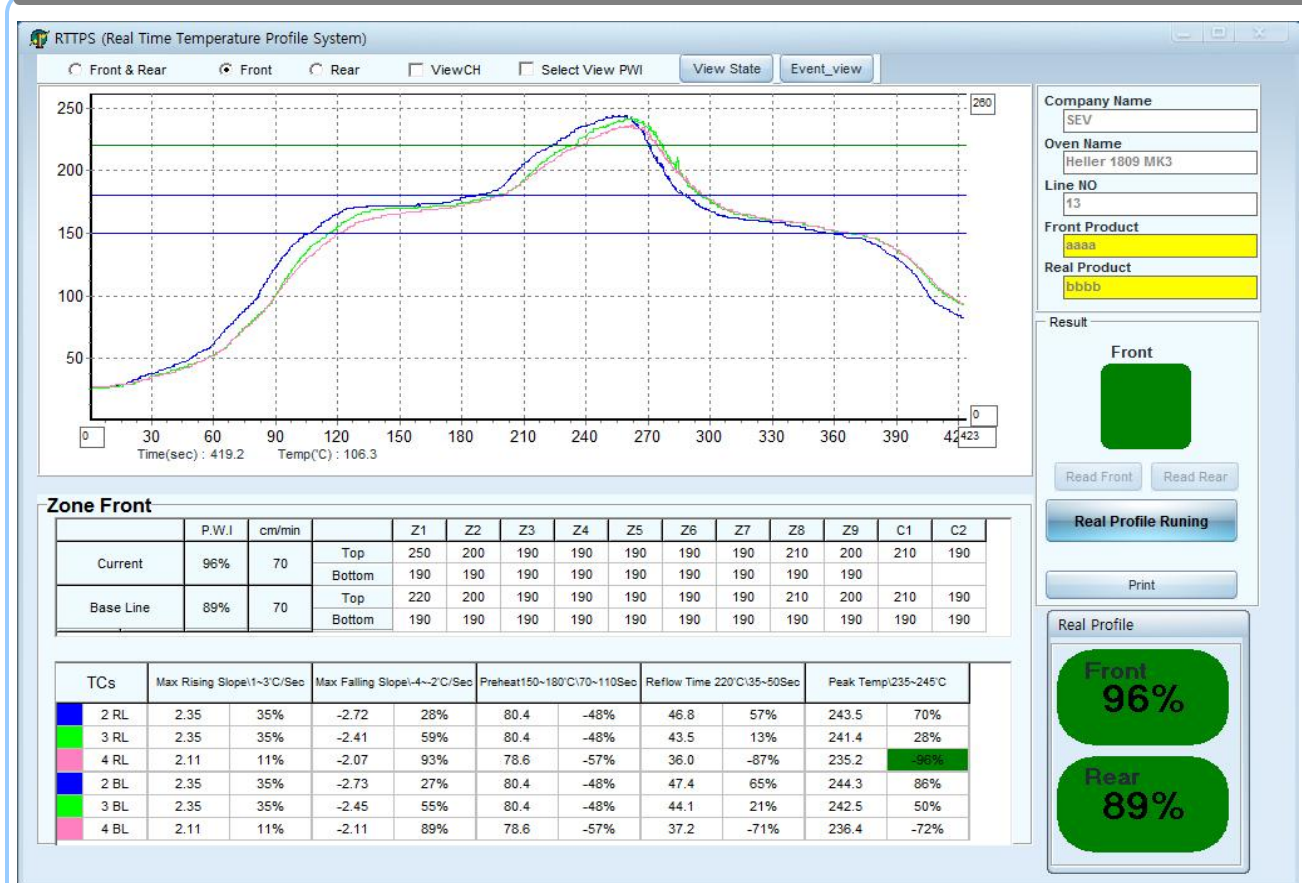 RTTPS (Real Time Temperature Profile System)
Front & Rear Front Rear ViewCH Select View PWI View State Event_view
250
200
150
100
50
260
0
0 30 60 90 120 150 180 210 240 270 300 330 360 390 42 423
Time(sec) : 419.2 Temp('C) : 106.3
Company Name
SEV
Oven Name
Heller 1809 MK3
Line NO
13
Front Product
aaaa
Real Product
bbbb
Result
Front
Read Front Read Rear
Real Profile Runing
Print
Real Profile
Front
96%
Rear
89%
Zone Front
P.W.I cm/min Z1 Z2 Z3 Z4 Z5 Z6 Z7 Z8 Z9 C1 C2
Current 96% 70 Top 250 200 190 190 190 190 190 210 200 210 190
Bottom 190 190 190 190 190 190 190 190 190
Base Line 89% 70 Top 220 200 190 190 190 190 190 210 200 210 190
Bottom 190 190 190 190 190 190 190 190 190 190 190
TCs Max Rising Slope\1~3'C/Sec Max Falling Slope\-4~-2'C/Sec Preheat150~180'C\70~110Sec Reflow Time 220'C\35~50Sec Peak Temp\235~245'C
2 RL 2.35 35% -2.72 28% 80.4 -48% 46.8 57% 243.5 70%
3 RL 2.35 35% -2.41 59% 80.4 -48% 43.5 13% 241.4 28%
4 RL 2.11 11% -2.07 93% 78.6 -57% 36.0 -87% 235.2 -96%
2 BL 2.35 35% -2.73 27% 80.4 -48% 47.4 65% 244.3 86%
3 BL 2.35 35% -2.45 55% 80.4 -48% 44.1 21% 242.5 50%
4 BL 2.11 11% -2.11 89% 78.6 -57% 37.2 -71% 236.4 -72%